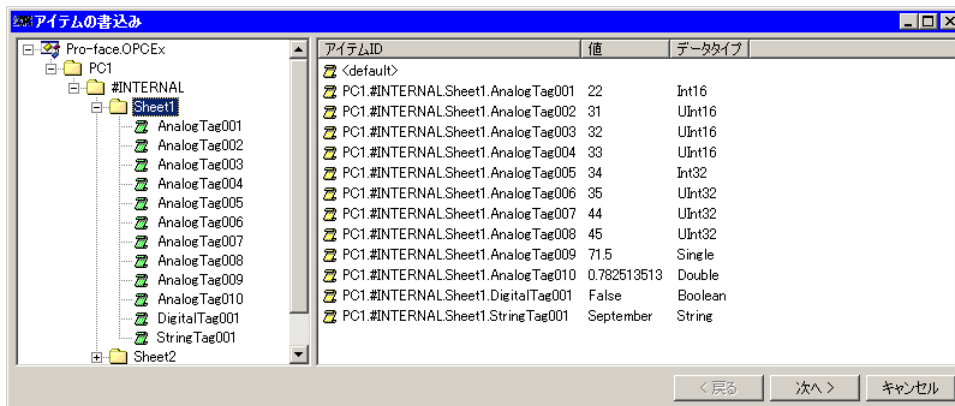 アイテムの書込み
Pro-face.OPCEx
PC1
#INTERNAL
Sheet1
AnalogTag001
AnalogTag002
AnalogTag003
AnalogTag004
AnalogTag005
AnalogTag006
AnalogTag007
AnalogTag008
AnalogTag009
AnalogTag010
DigitalTag001
StringTag001
Sheet2
アイテムID 値 データタイプ
<default>
PC1.#INTERNAL.Sheet1.AnalogTag001 22 Int16
PC1.#INTERNAL.Sheet1.AnalogTag002 31 UInt16
PC1.#INTERNAL.Sheet1.AnalogTag003 32 UInt16
PC1.#INTERNAL.Sheet1.AnalogTag004 33 UInt16
PC1.#INTERNAL.Sheet1.AnalogTag005 34 Int32
PC1.#INTERNAL.Sheet1.AnalogTag006 35 UInt32
PC1.#INTERNAL.Sheet1.AnalogTag007 44 UInt32
PC1.#INTERNAL.Sheet1.AnalogTag008 45 UInt32
PC1.#INTERNAL.Sheet1.AnalogTag009 71.5 Single
PC1.#INTERNAL.Sheet1.AnalogTag010 0.782513513 Double
PC1.#INTERNAL.Sheet1.DigitalTag001 False Boolean
PC1.#INTERNAL.Sheet1.StringTag001 September String
< 戻る 次へ > キャンセル